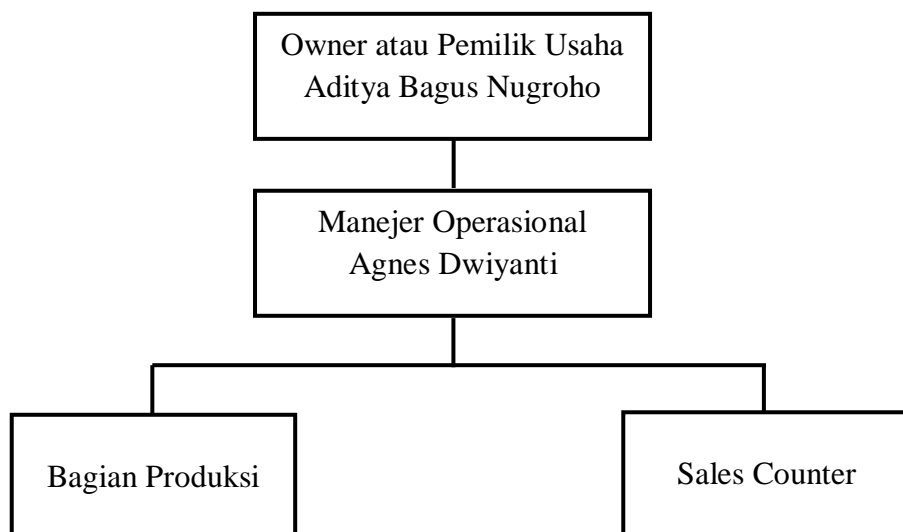 Owner atau Pemilik Usaha
Aditya Bagus Nugroho
Manejer Operasional
Agnes Dwiyanti
Bagian Produksi
Sales Counter